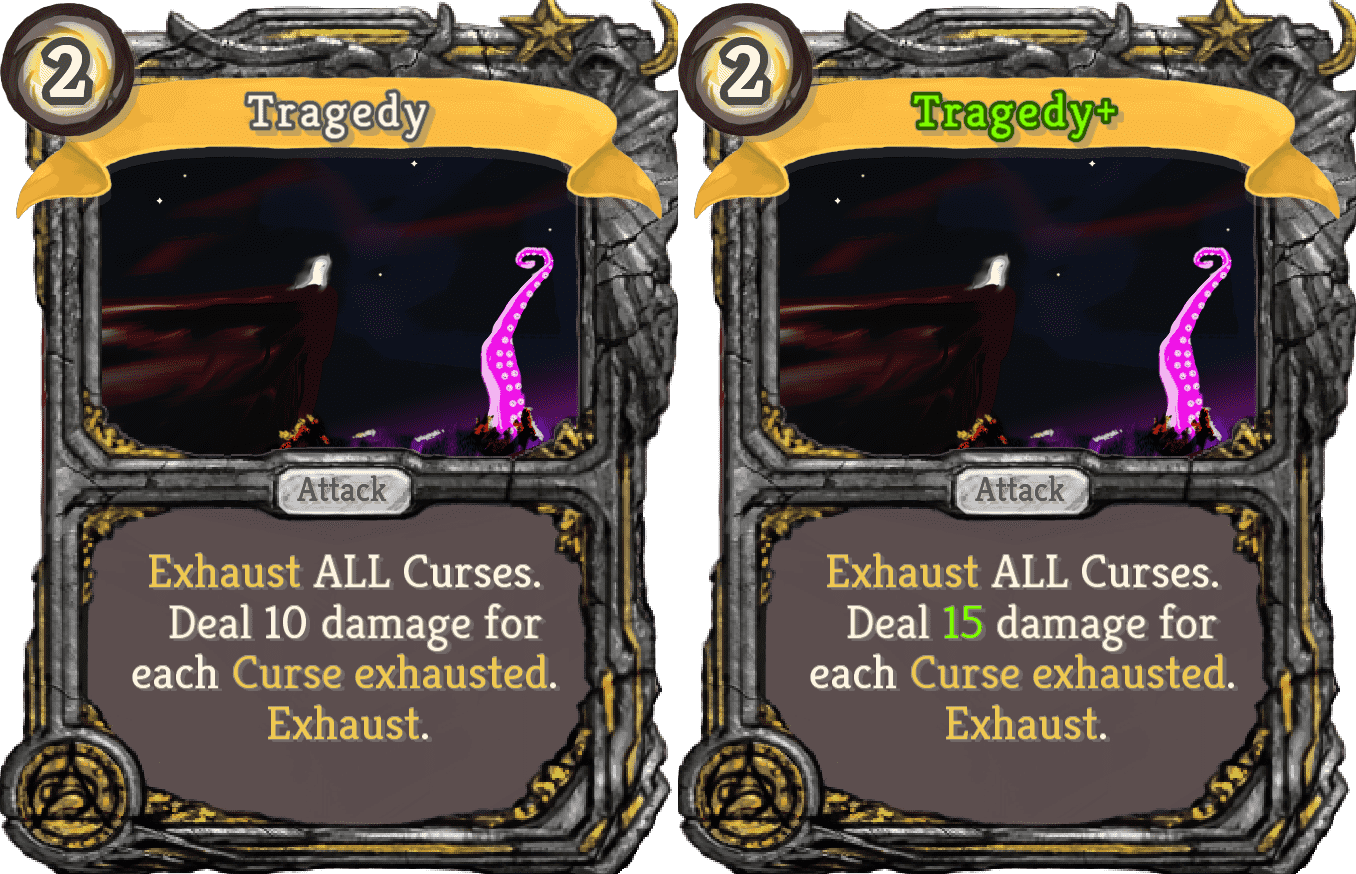 2
Tragedy
Attack
Exhaust ALL Curses.
Deal 10 damage for
each Curse exhausted.
Exhaust.
2
Tragedy+
Attack
Exhaust ALL Curses.
Deal 15 damage for
each Curse exhausted.
Exhaust.